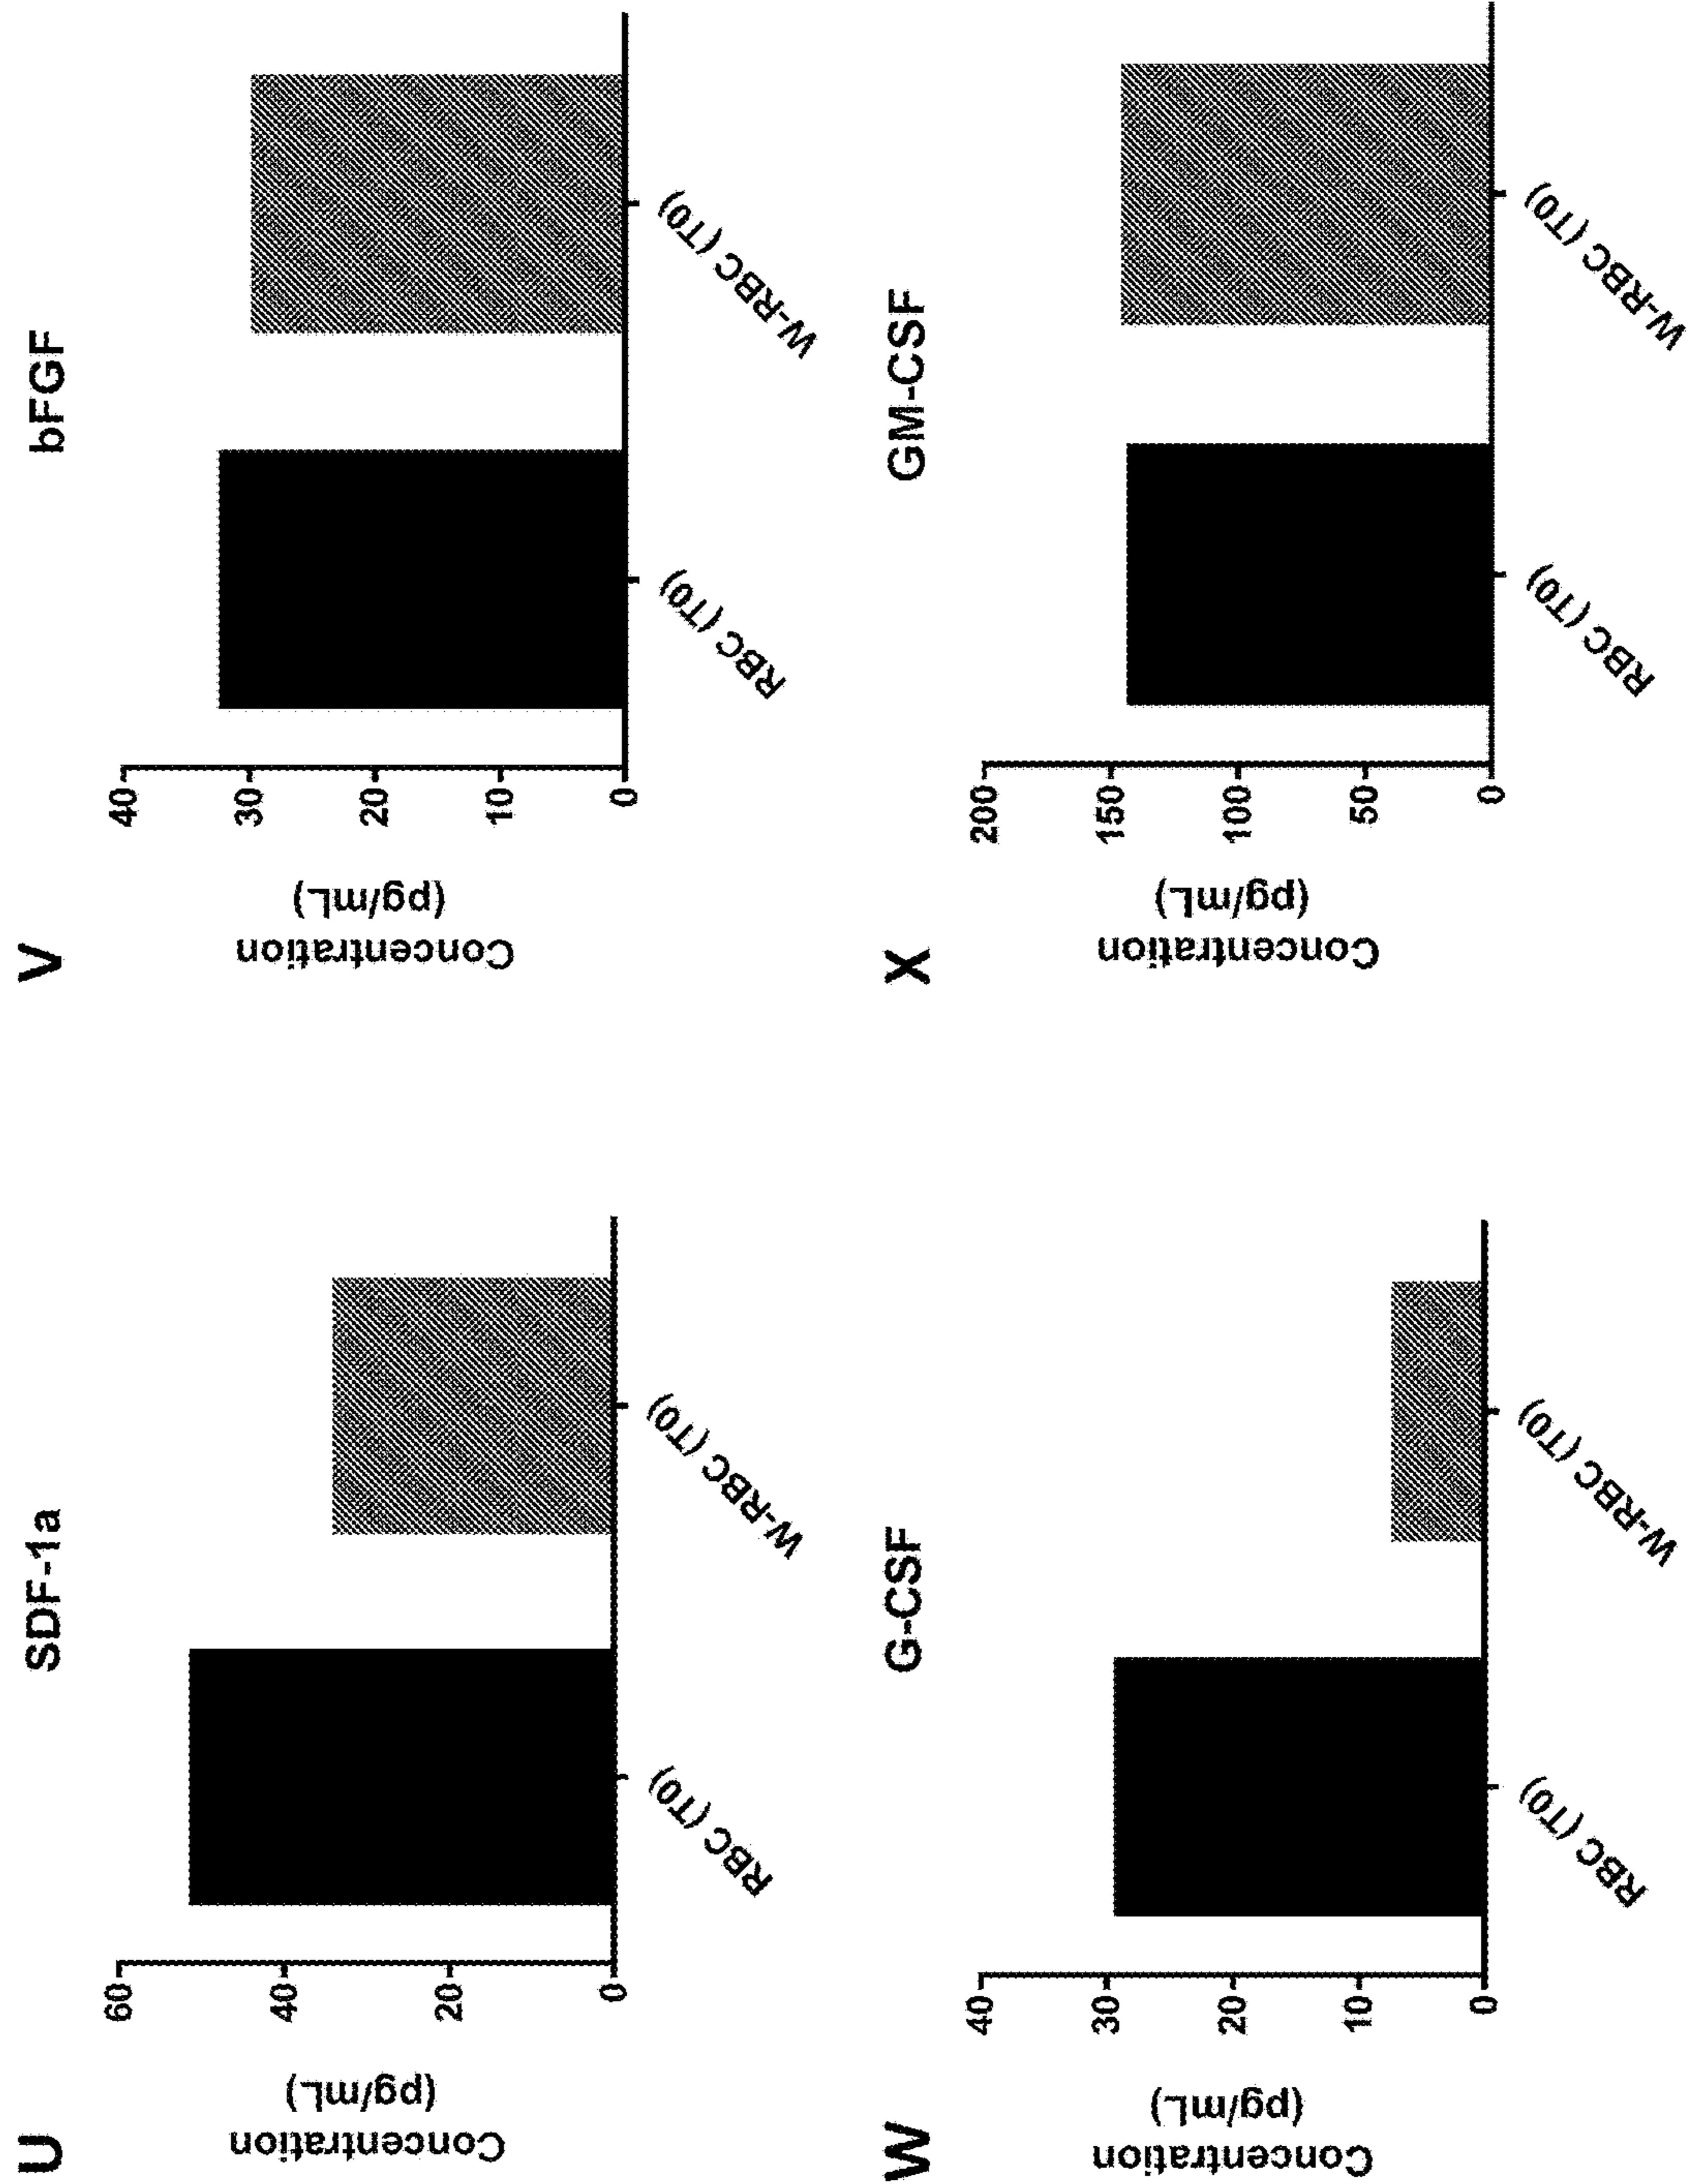 U
SDF-1a
Concentration
(pg/mL)
60
40
20
0
RBC (T0)
W-RBC (T0)
V
bFGF
Concentration
(pg/mL)
40
30
20
10
0
RBC (T0)
W-RBC (T0)
W
G-CSF
Concentration
(pg/mL)
40
30
20
10
0
RBC (T0)
W-RBC (T0)
X
GM-CSF
Concentration
(pg/mL)
200
150
100
50
0
RBC (T0)
W-RBC (T0)